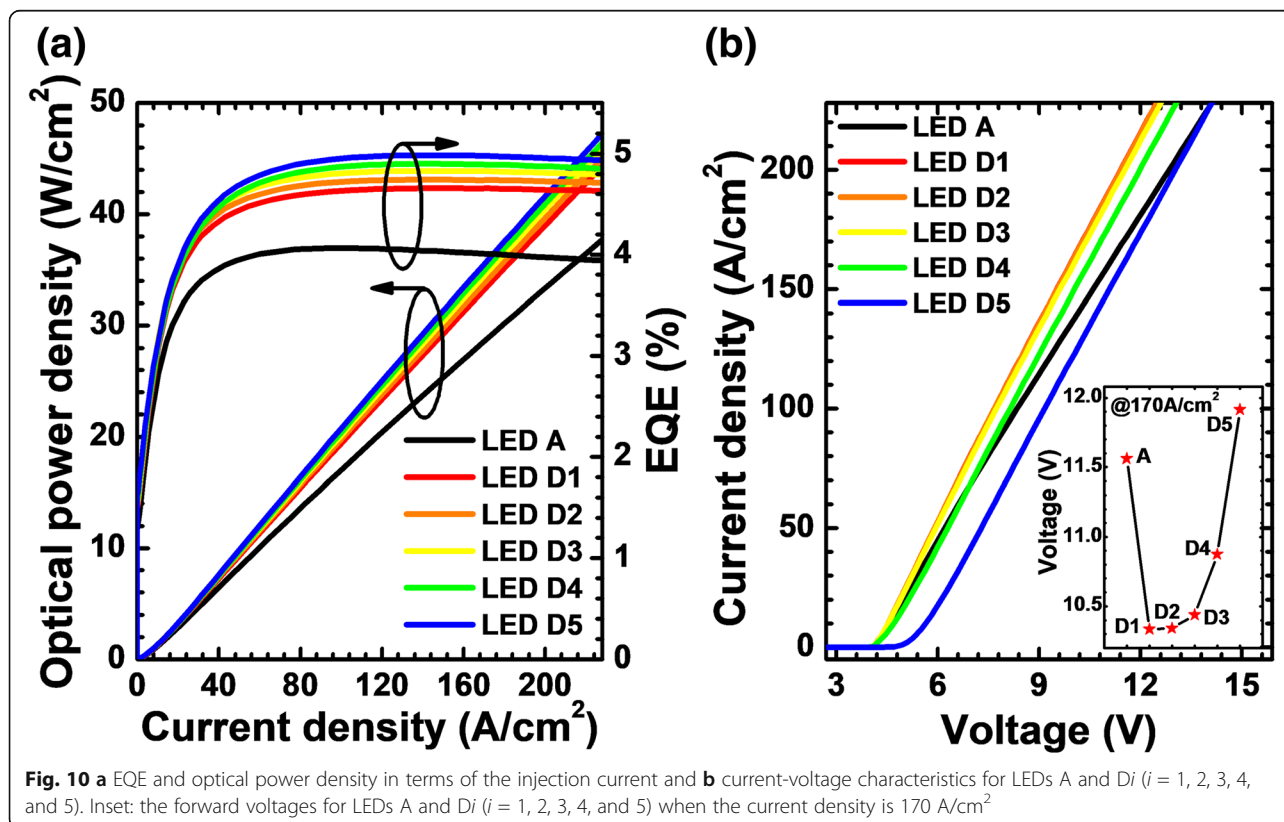 (a)
50
40
30
20
10
0
Optical power density (W/cm²)
0 40 80 120 160 200
Current density (A/cm²)
5
4
3
2
1
0
EQE (%)
LED A
LED D1
LED D2
LED D3
LED D4
LED D5
(b)
200
150
100
50
0
Current density (A/cm²)
3 6 9 12 15
Voltage (V)
LED A
LED D1
LED D2
LED D3
LED D4
LED D5
@170A/cm²
12.0
11.5
11.0
10.5
Voltage (V)
A
D1
D2
D3
D4
D5
Fig. 10 a EQE and optical power density in terms of the injection current and b current-voltage characteristics for LEDs A and Di (i = 1, 2, 3, 4,
and 5). Inset: the forward voltages for LEDs A and Di (i = 1, 2, 3, 4, and 5) when the current density is 170 A/cm²